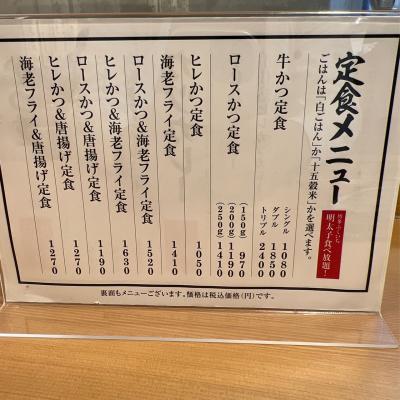 定食メニュー
博多ふくいち
明太子食べ放題！
ごはんは「白ごはん」か「十五穀米」かを選べます。
牛かつ定食
シングル 1080
ダブル 1850
トリプル 2400
ロースかつ定食
(150g) 970
(200g) 1190
(250g) 1410
ヒレかつ定食 1050
海老フライ定食 1410
ロースかつ&海老フライ定食 1520
ヒレかつ&海老フライ定食 1630
ロースかつ&唐揚げ定食 1190
ヒレかつ&唐揚げ定食 1270
海老フライ&唐揚げ定食 1270
裏面もメニューございます。価格は税込価格（円）です。